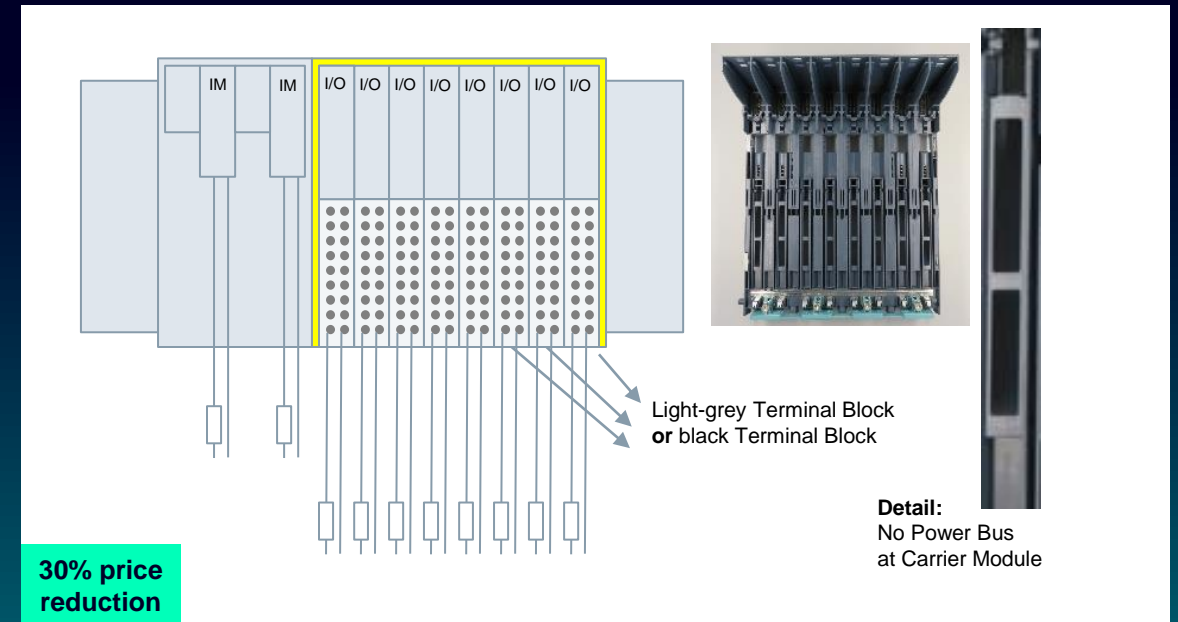 IM
IM
I/O
I/O
I/O
I/O
I/O
I/O
I/O
I/O
Light-grey Terminal Block
or black Terminal Block
Detail:
No Power Bus
at Carrier Module
30% price
reduction